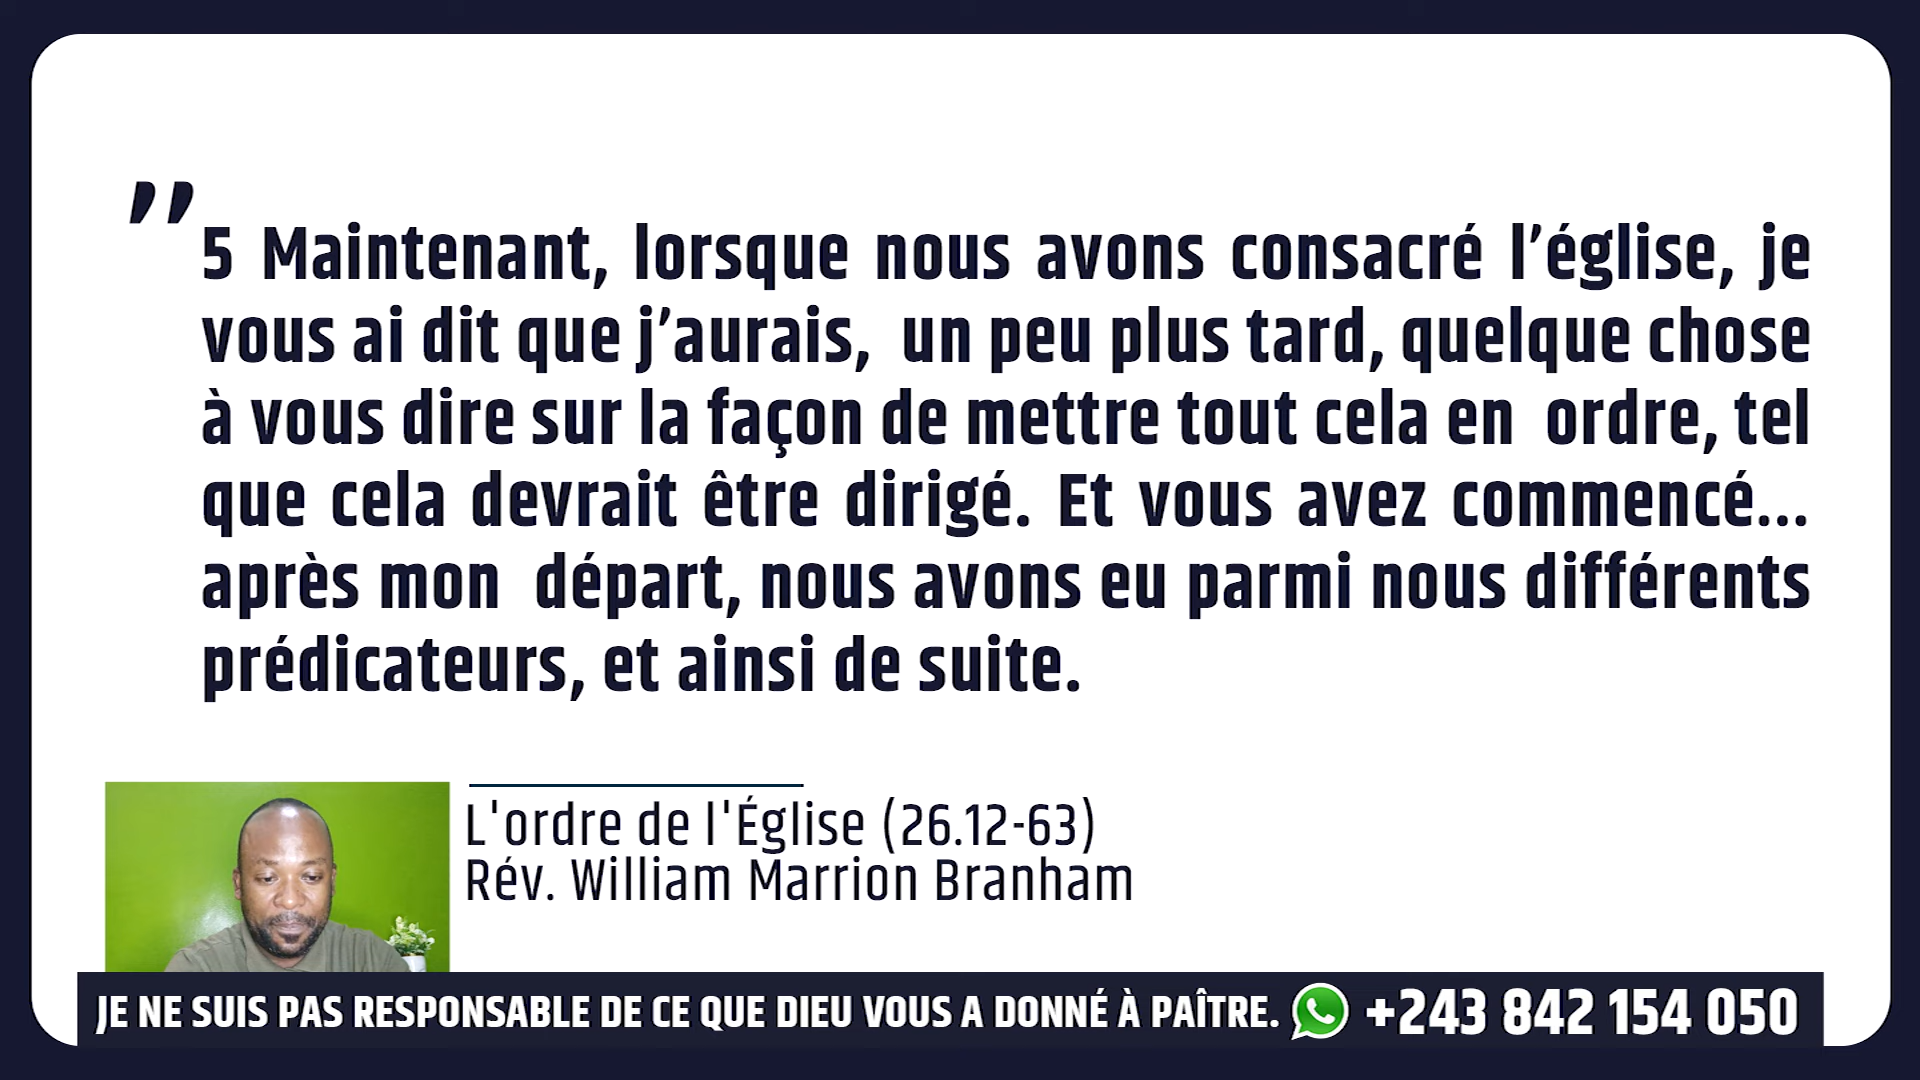 ”
5 Maintenant, lorsque nous avons consacré l’église, je
vous ai dit que j’aurais, un peu plus tard, quelque chose
à vous dire sur la façon de mettre tout cela en ordre, tel
que cela devrait être dirigé. Et vous avez commencé...
après mon départ, nous avons eu parmi nous différents
prédicateurs, et ainsi de suite.
L'ordre de l'Église (26.12-63)
Rév. William Marrion Branham
JE NE SUIS PAS RESPONSABLE DE CE QUE DIEU VOUS A DONNÉ À PAÎTRE. +243 842 154 050